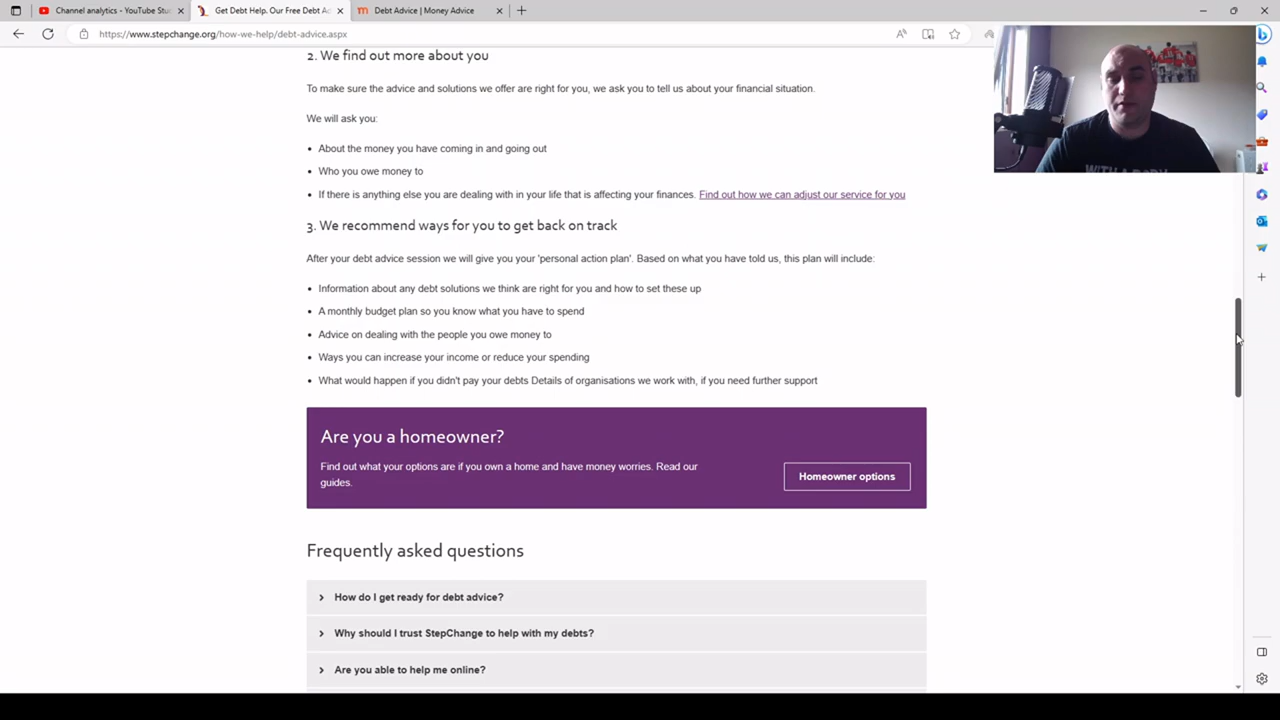 Channel analytics - YouTube Stu
Get Debt Help. Our Free Debt Ad
Debt Advice | Money Advice
https://www.stepchange.org/how-we-help/debt-advice.aspx
2. We find out more about you
To make sure the advice and solutions we offer are right for you, we ask you to tell us about your financial situation.
We will ask you:
• About the money you have coming in and going out
• Who you owe money to
• If there is anything else you are dealing with in your life that is affecting your finances. Find out how we can adjust our service for you
3. We recommend ways for you to get back on track
After your debt advice session we will give you your 'personal action plan'. Based on what you have told us, this plan will include:
• Information about any debt solutions we think are right for you and how to set these up
• A monthly budget plan so you know what you have to spend
• Advice on dealing with the people you owe money to
• Ways you can increase your income or reduce your spending
• What would happen if you didn't pay your debts Details of organisations we work with, if you need further support
Are you a homeowner?
Find out what your options are if you own a home and have money worries. Read our
guides.
Homeowner options
Frequently asked questions
How do I get ready for debt advice?
Why should I trust StepChange to help with my debts?
Are you able to help me online?
WITH A BODY